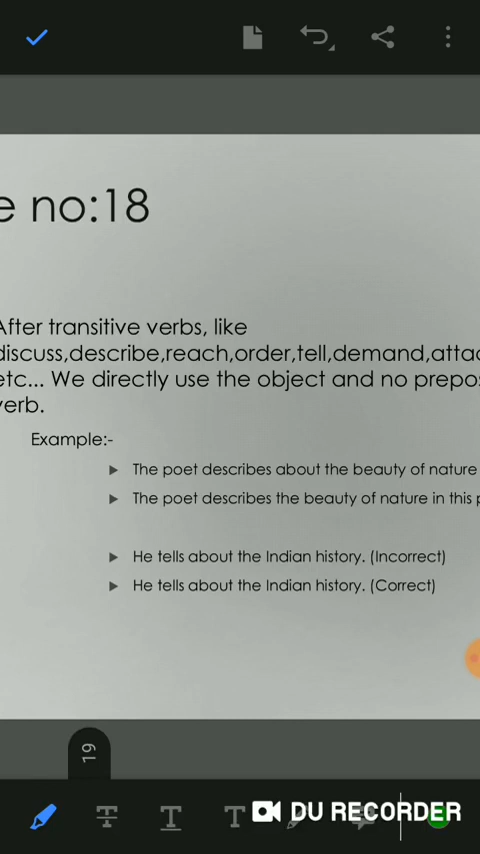 e no:18
After transitive verbs, like
discuss,describe,reach,order,tell,demand,attac
etc... We directly use the object and no prepos
verb.
Example:-
The poet describes about the beauty of nature
The poet describes the beauty of nature in this p
He tells about the Indian history. (Incorrect)
He tells about the Indian history. (Correct)
19
T T T DU RECORDER